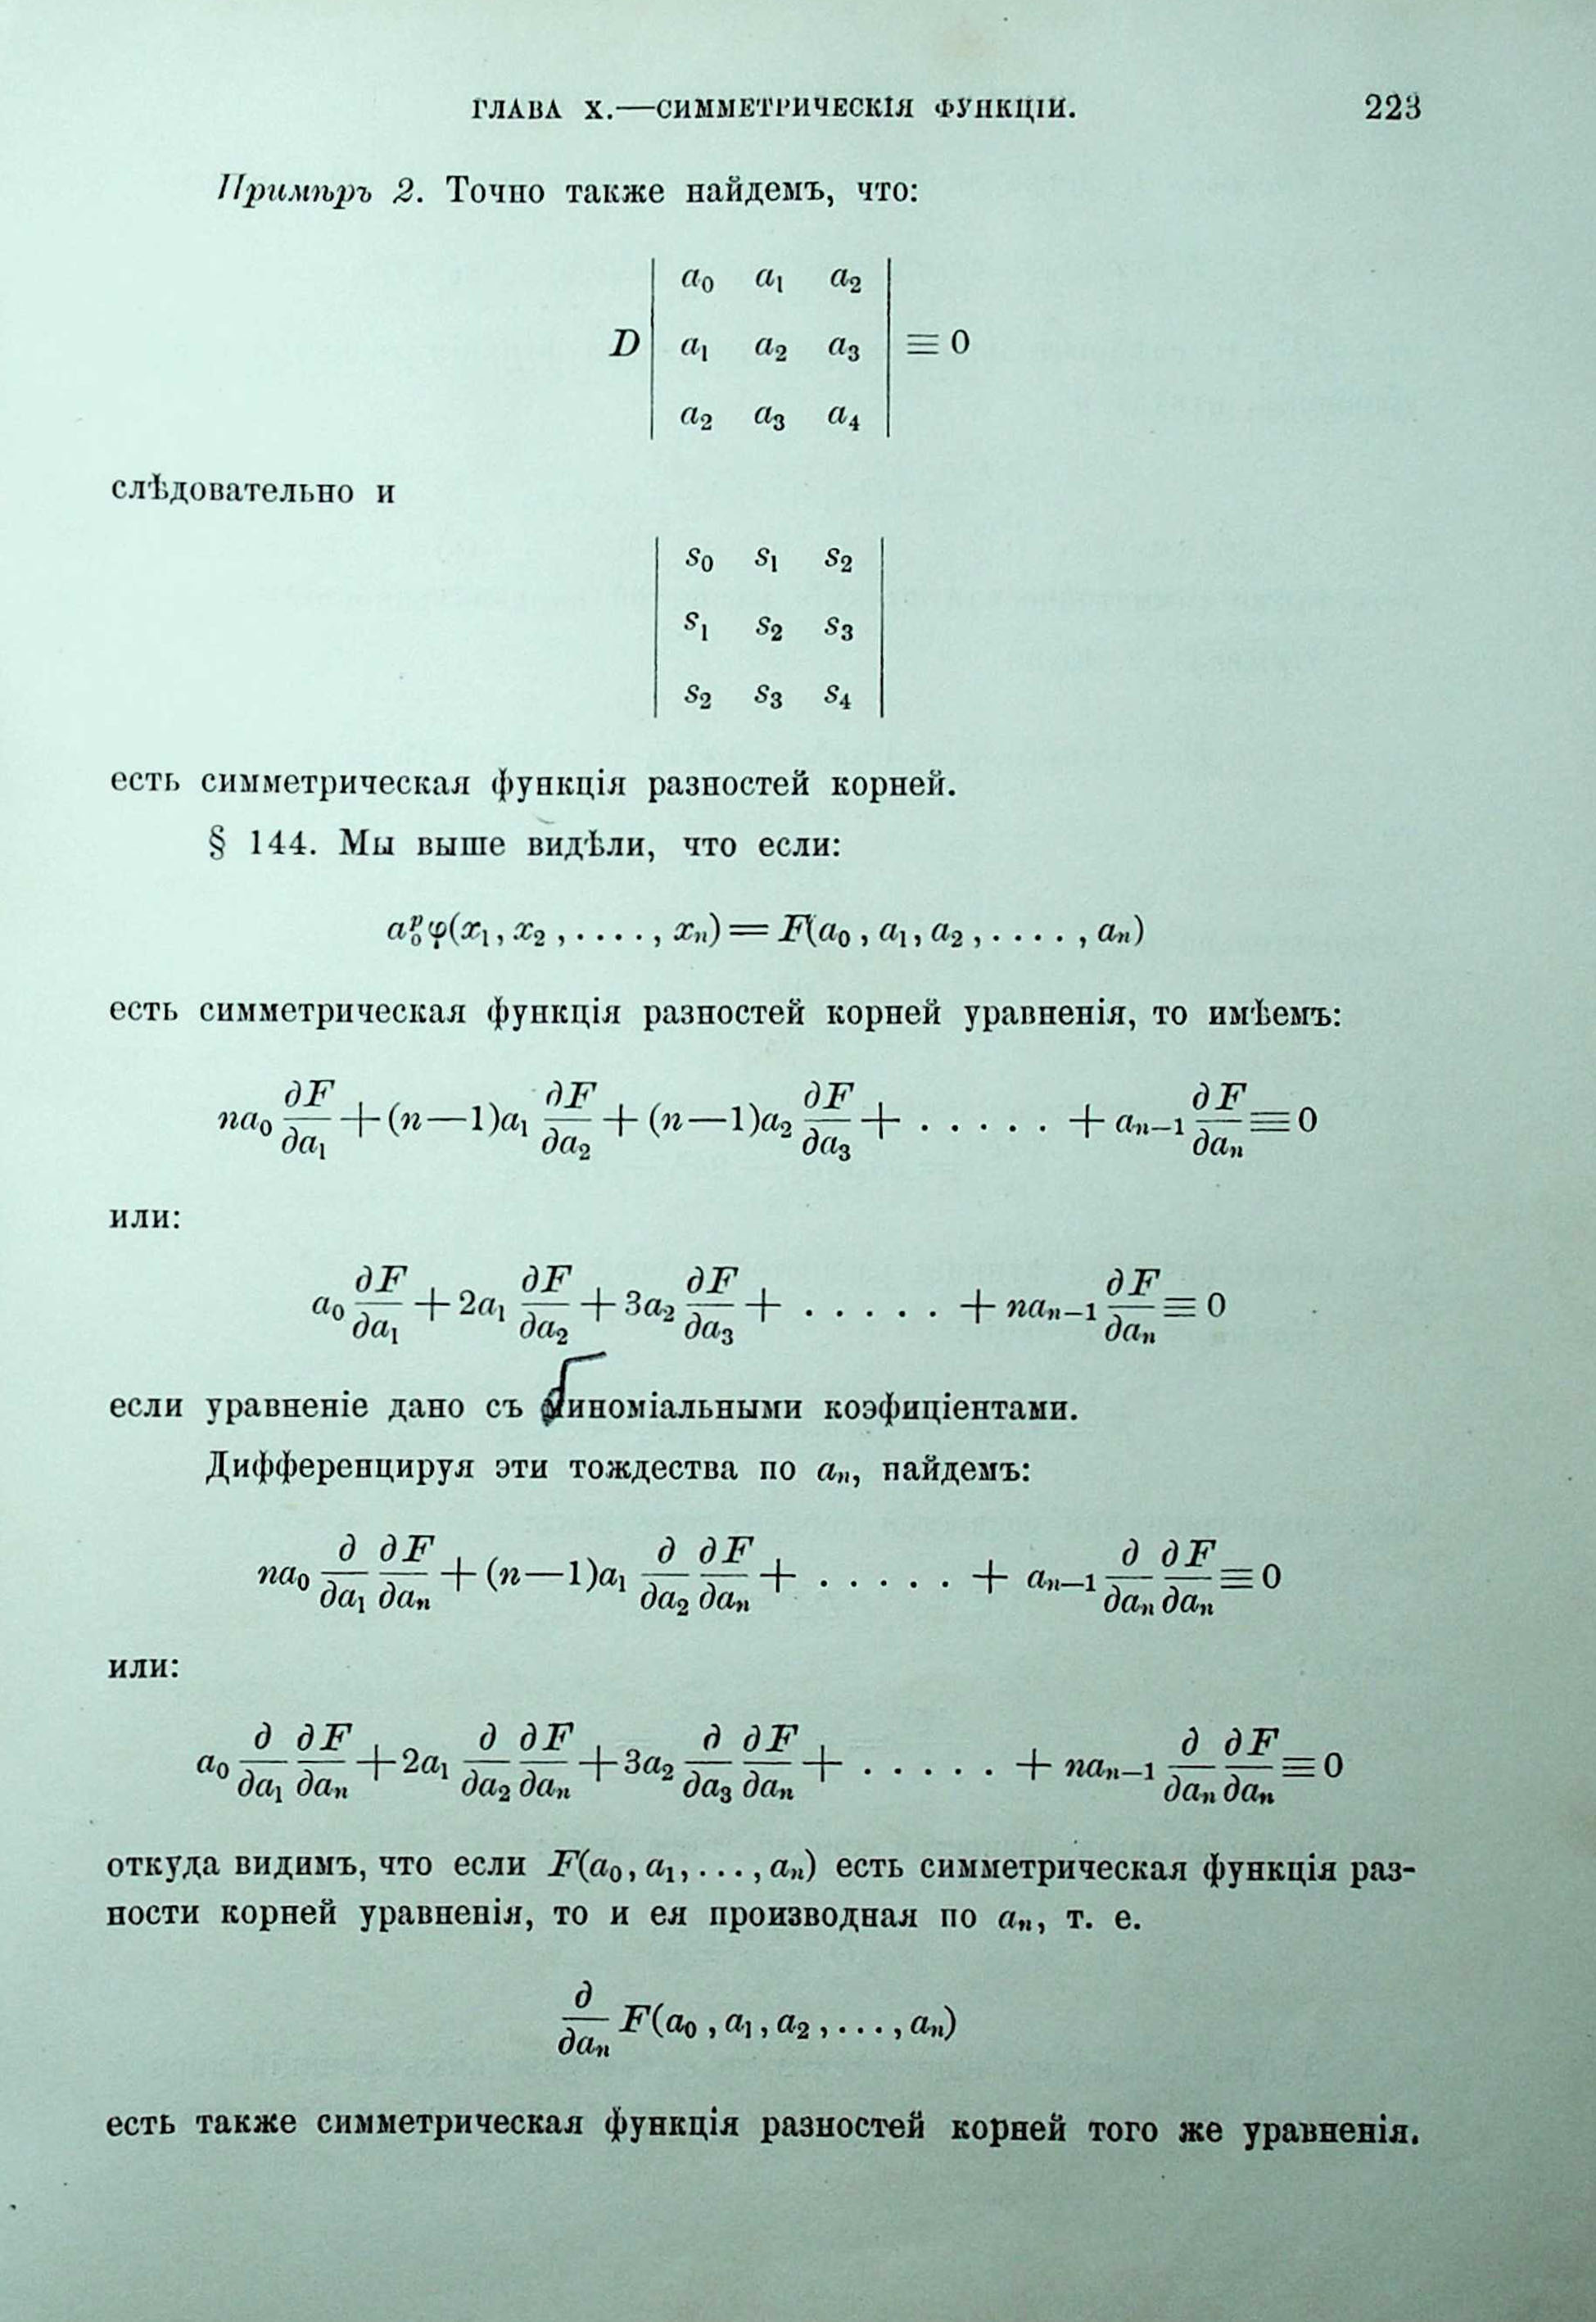 ГЛАВА X.—СИММЕТРИЧЕСКІЯ ФУНКЦІИ. 223
Примѣръ 2. Точно также найдемъ, что:
D | a₀ a₁ a₂ |
| a₁ a₂ a₃ | ≡ 0
| a₂ a₃ a₄ |
слѣдовательно и
| s₀ s₁ s₂ |
| s₁ s₂ s₃ |
| s₂ s₃ s₄ |
есть симметрическая функція разностей корней.
§ 144. Мы выше видѣли, что если:
a₀ᵖφ(x₁, x₂, ...., xₙ) = F(a₀, a₁, a₂, ....., aₙ)
есть симметрическая функція разностей корней уравненія, то имѣемъ:
na₀ ∂F/∂a₁ + (n—1)a₁ ∂F/∂a₂ + (n—1)a₂ ∂F/∂a₃ + ..... + aₙ₋₁ ∂F/∂aₙ ≡ 0
или:
a₀ ∂F/∂a₁ + 2a₁ ∂F/∂a₂ + 3a₂ ∂F/∂a₃ + ..... + naₙ₋₁ ∂F/∂aₙ ≡ 0
если уравненіе дано съ биноміальными коэфиціентами.
Дифференцируя эти тождества по aₙ, найдемъ:
na₀ ∂/∂a₁ ∂F/∂aₙ + (n—1)a₁ ∂/∂a₂ ∂F/∂aₙ + ..... + aₙ₋₁ ∂/∂aₙ ∂F/∂aₙ ≡ 0
или:
a₀ ∂/∂a₁ ∂F/∂aₙ + 2a₁ ∂/∂a₂ ∂F/∂aₙ + 3a₂ ∂/∂a₃ ∂F/∂aₙ + ..... + naₙ₋₁ ∂/∂aₙ ∂F/∂aₙ ≡ 0
откуда видимъ, что если F(a₀, a₁, ..., aₙ) есть симметрическая функція раз-
ности корней уравненія, то и ея производная по aₙ, т. е.
∂/∂aₙ F(a₀, a₁, a₂, ..., aₙ)
есть также симметрическая функція разностей корней того же уравненія.